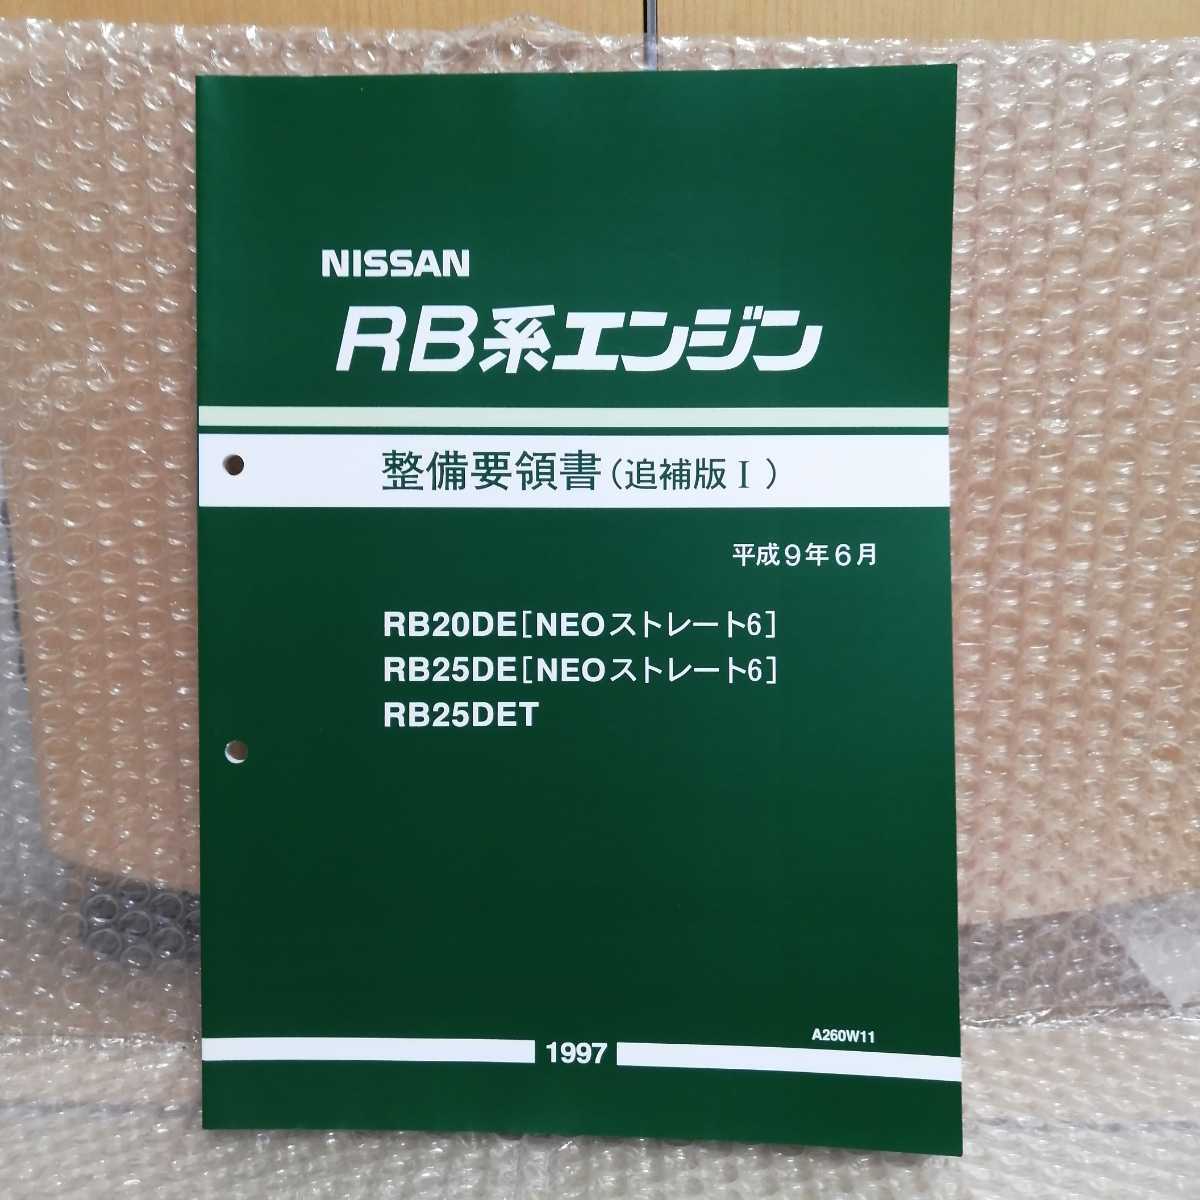 NISSAN
RB系エンジン
整備要領書(追補版Ⅰ)
平成9年6月
RB20DE[NEOストレート6]
RB25DE[NEOストレート6]
RB25DET
A260W11
1997